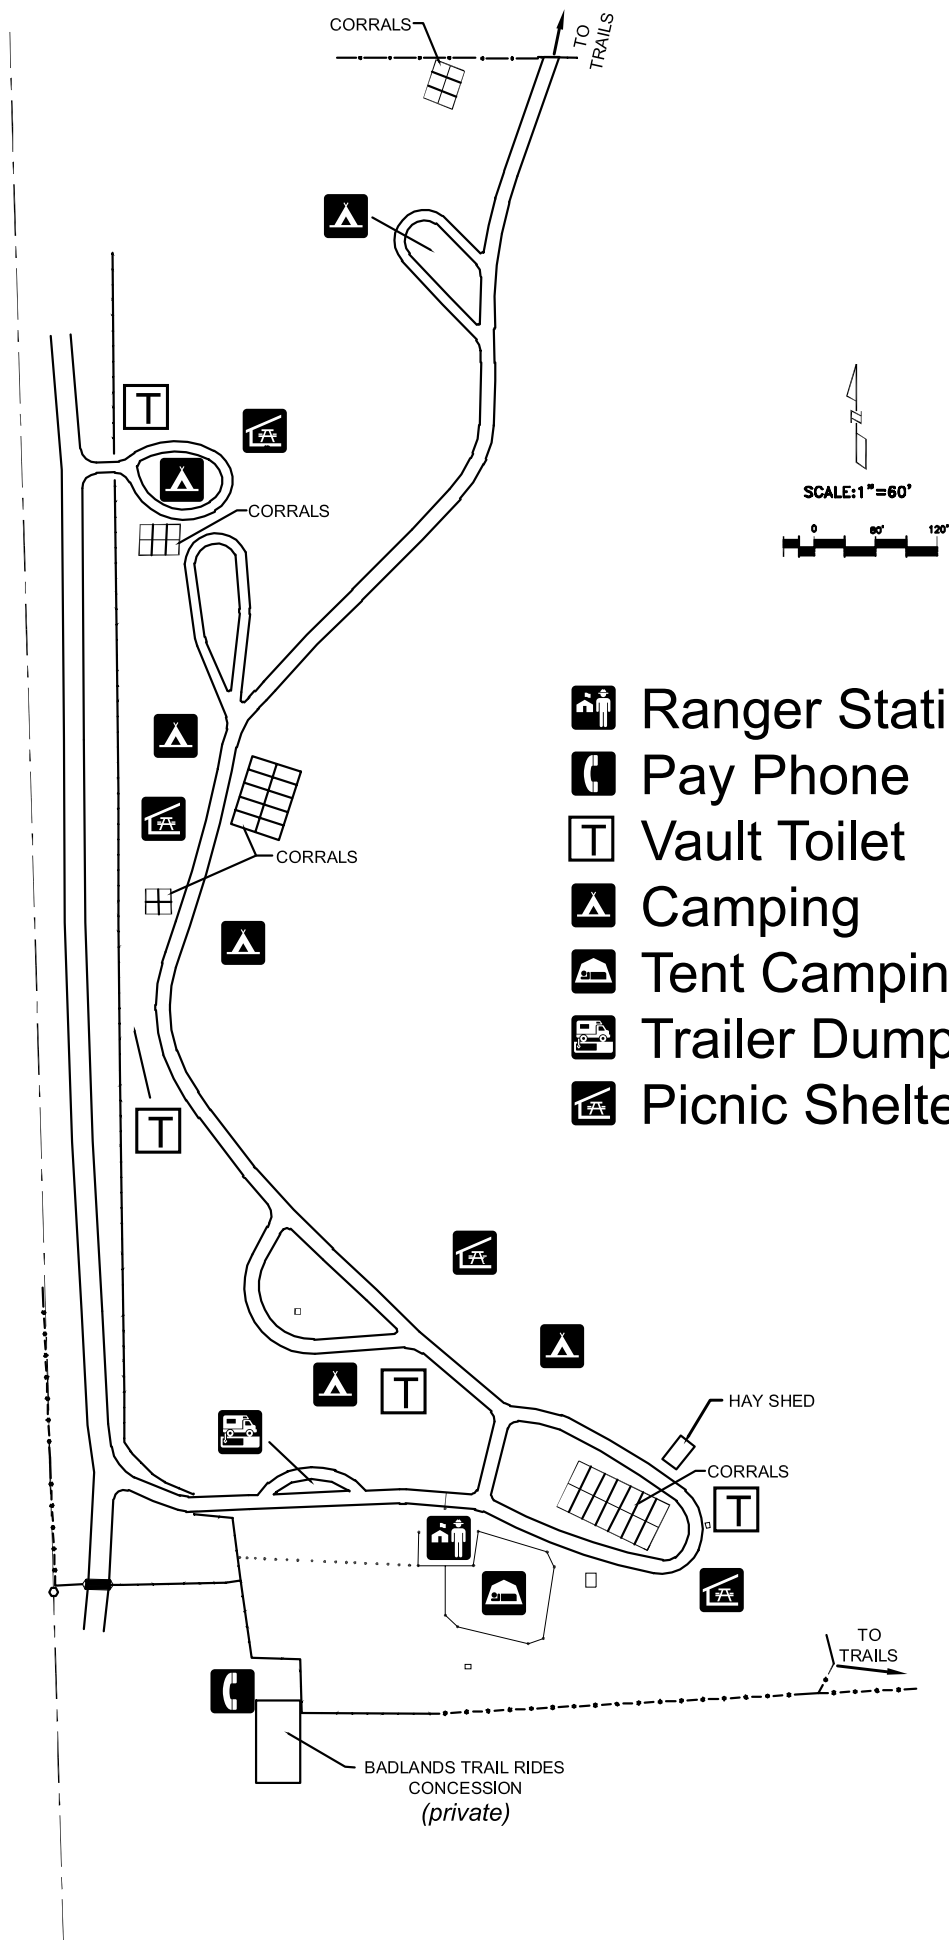 CORRALS
TO
TRAILS
T
CORRALS
SCALE:1"=60'
0 60' 120'
Ranger Stati
Pay Phone
T Vault Toilet
Camping
Tent Campin
Trailer Dump
Picnic Shelte
CORRALS
T
T
HAY SHED
CORRALS
T
TO
TRAILS
BADLANDS TRAIL RIDES
CONCESSION
(private)